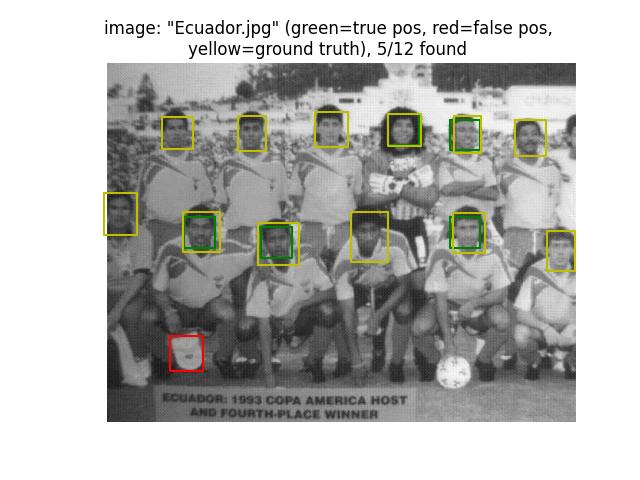 image: "Ecuador.jpg" (green=true pos, red=false pos,
yellow=ground truth), 5/12 found
ECUADOR: 1993 COPA AMERICA HOST
AND FOURTH-PLACE WINNER